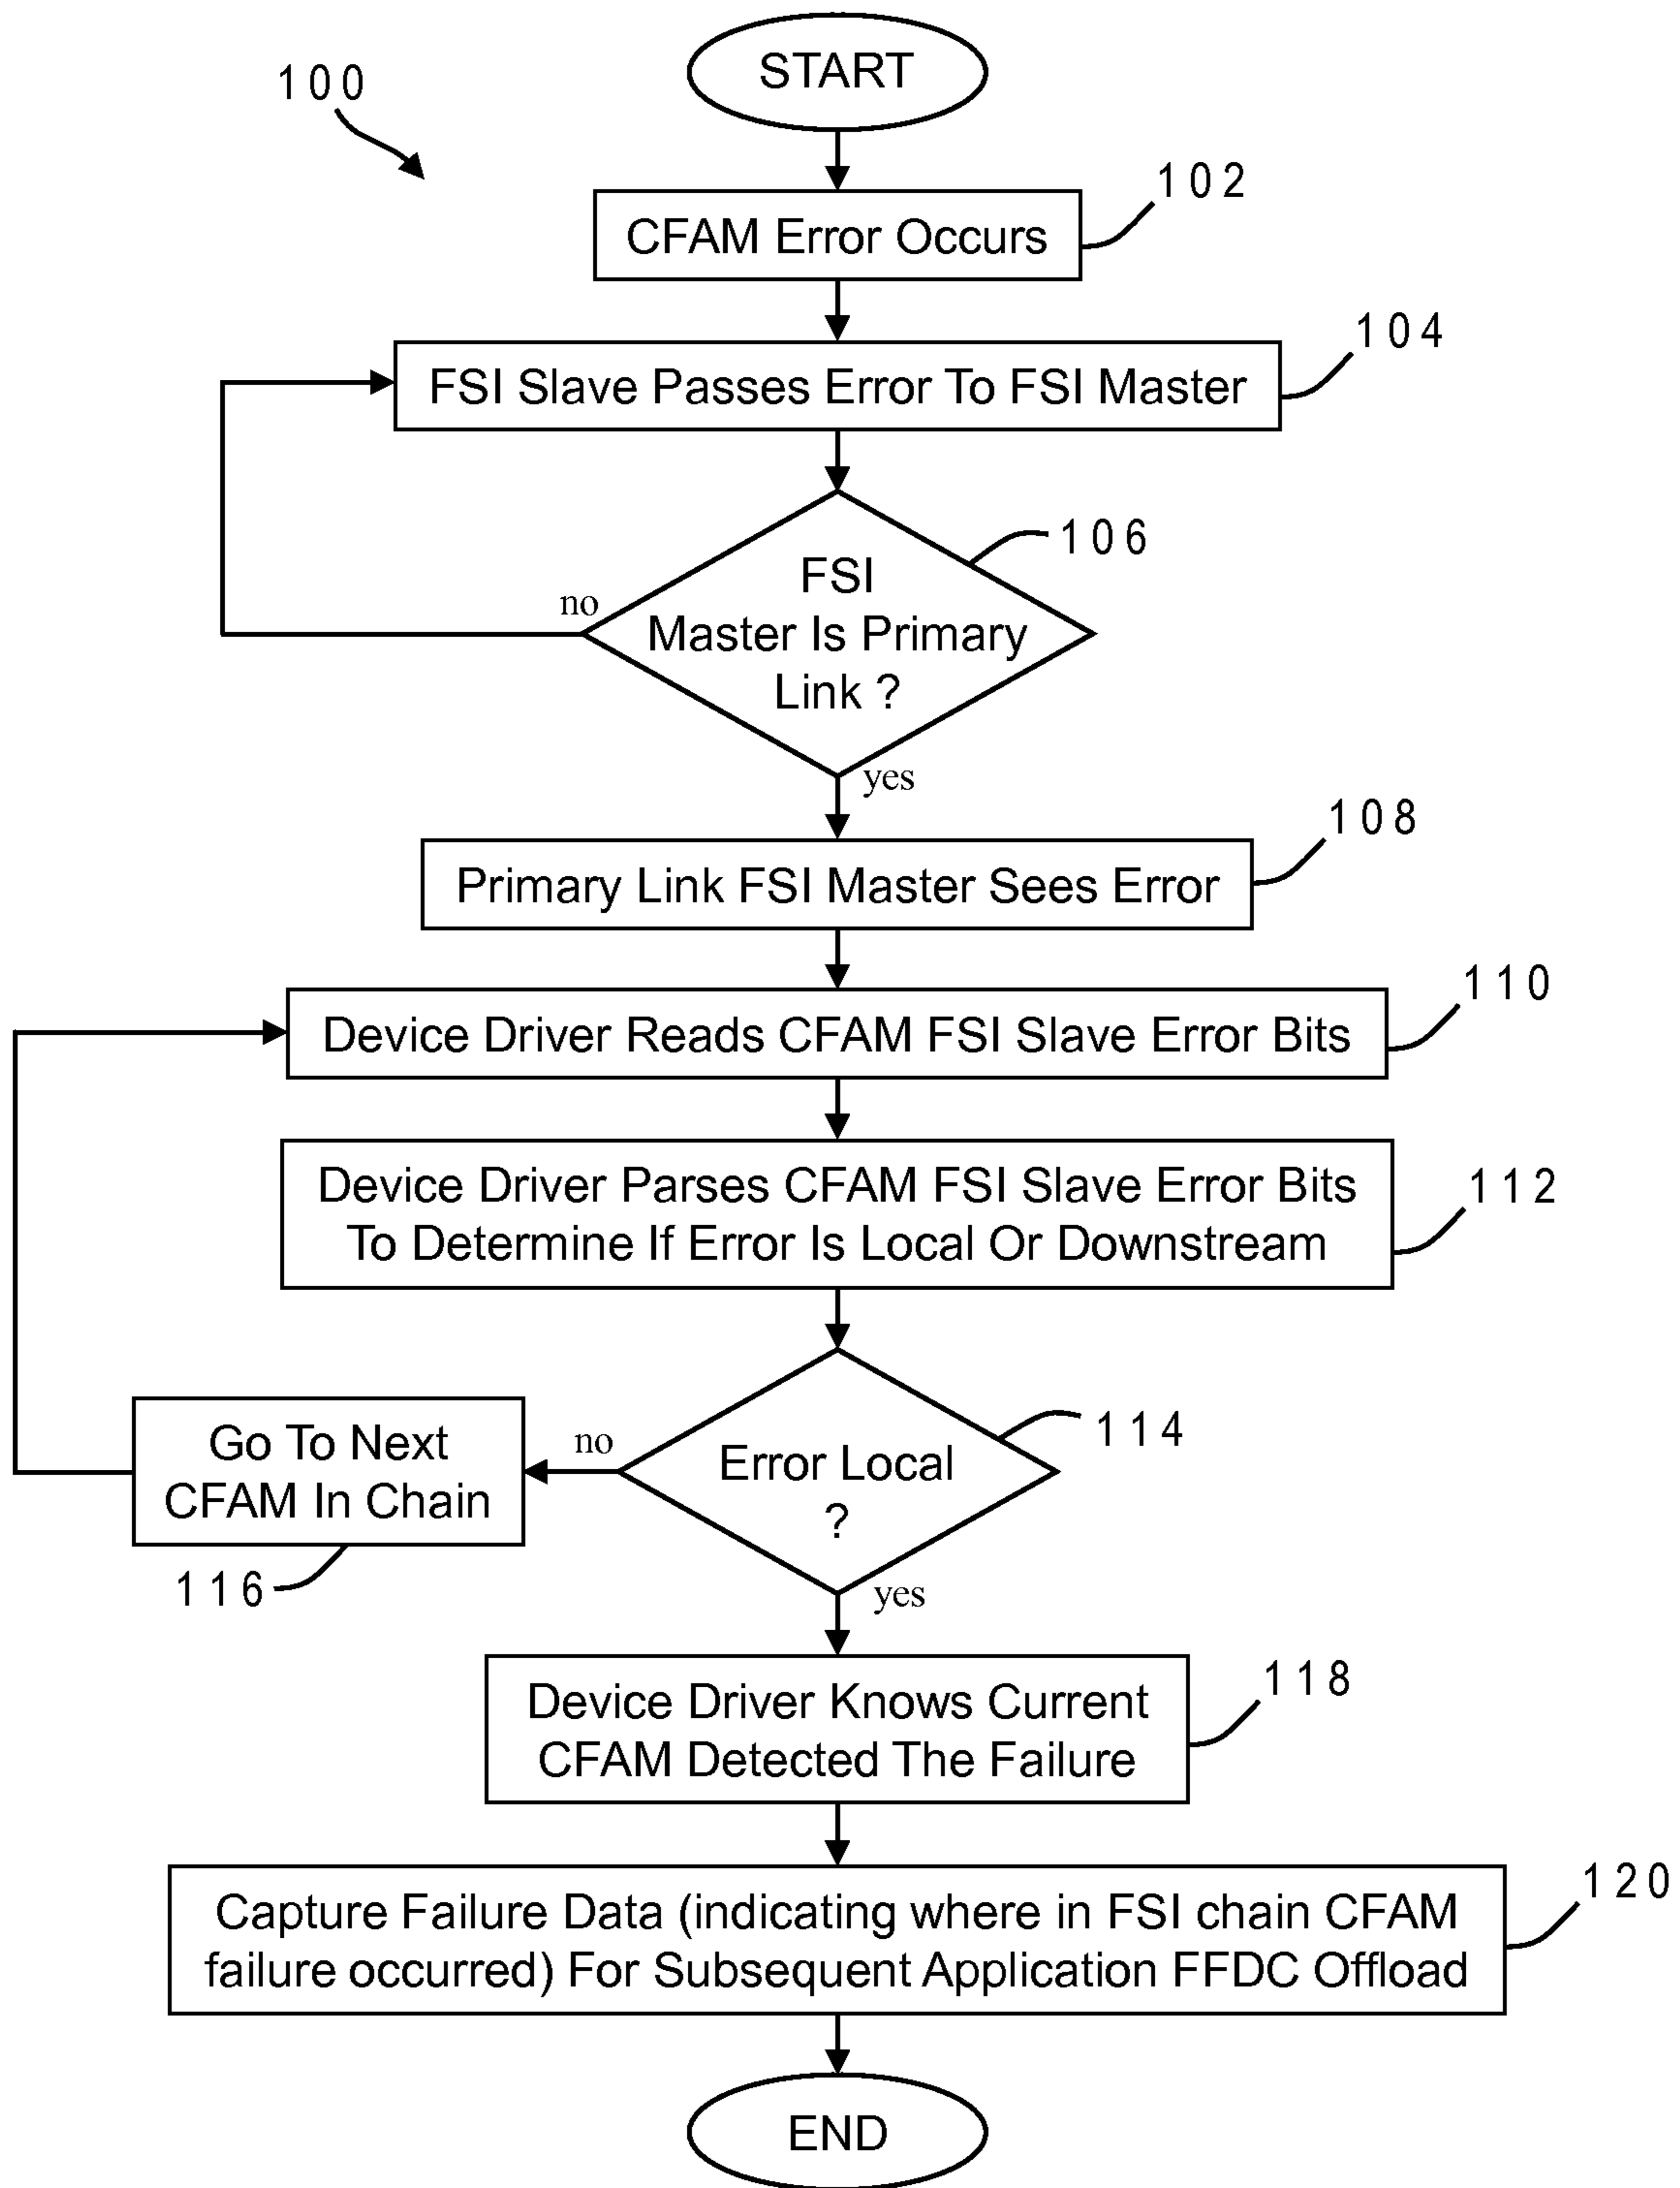 START
100
102
CFAM Error Occurs
104
FSI Slave Passes Error To FSI Master
106
FSI
Master Is Primary
Link ?
no
yes
108
Primary Link FSI Master Sees Error
110
Device Driver Reads CFAM FSI Slave Error Bits
112
Device Driver Parses CFAM FSI Slave Error Bits
To Determine If Error Is Local Or Downstream
114
Error Local
?
no
Go To Next
CFAM In Chain
116
yes
118
Device Driver Knows Current
CFAM Detected The Failure
120
Capture Failure Data (indicating where in FSI chain CFAM
failure occurred) For Subsequent Application FFDC Offload
END